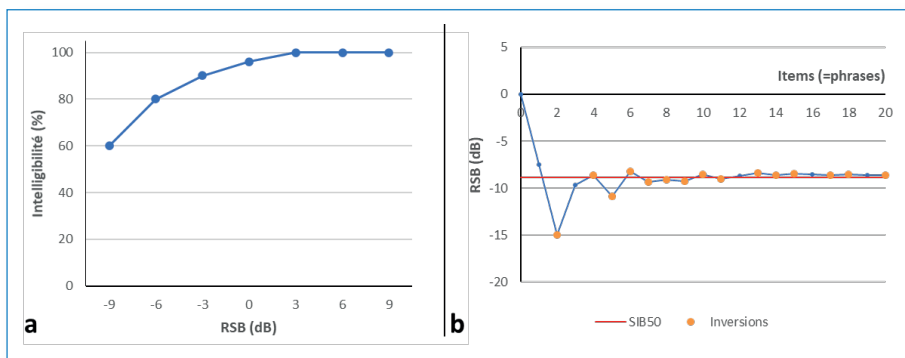 Intelligibilité (%)
100
80
60
40
20
0
-9 -6 -3 0 3 6 9
RSB (dB)
a
RSB (dB)
5
0
-5
-10
-15
-20
Items (=phrases)
0 2 4 6 8 10 12 14 16 18 20
SIB50 Inversions
b